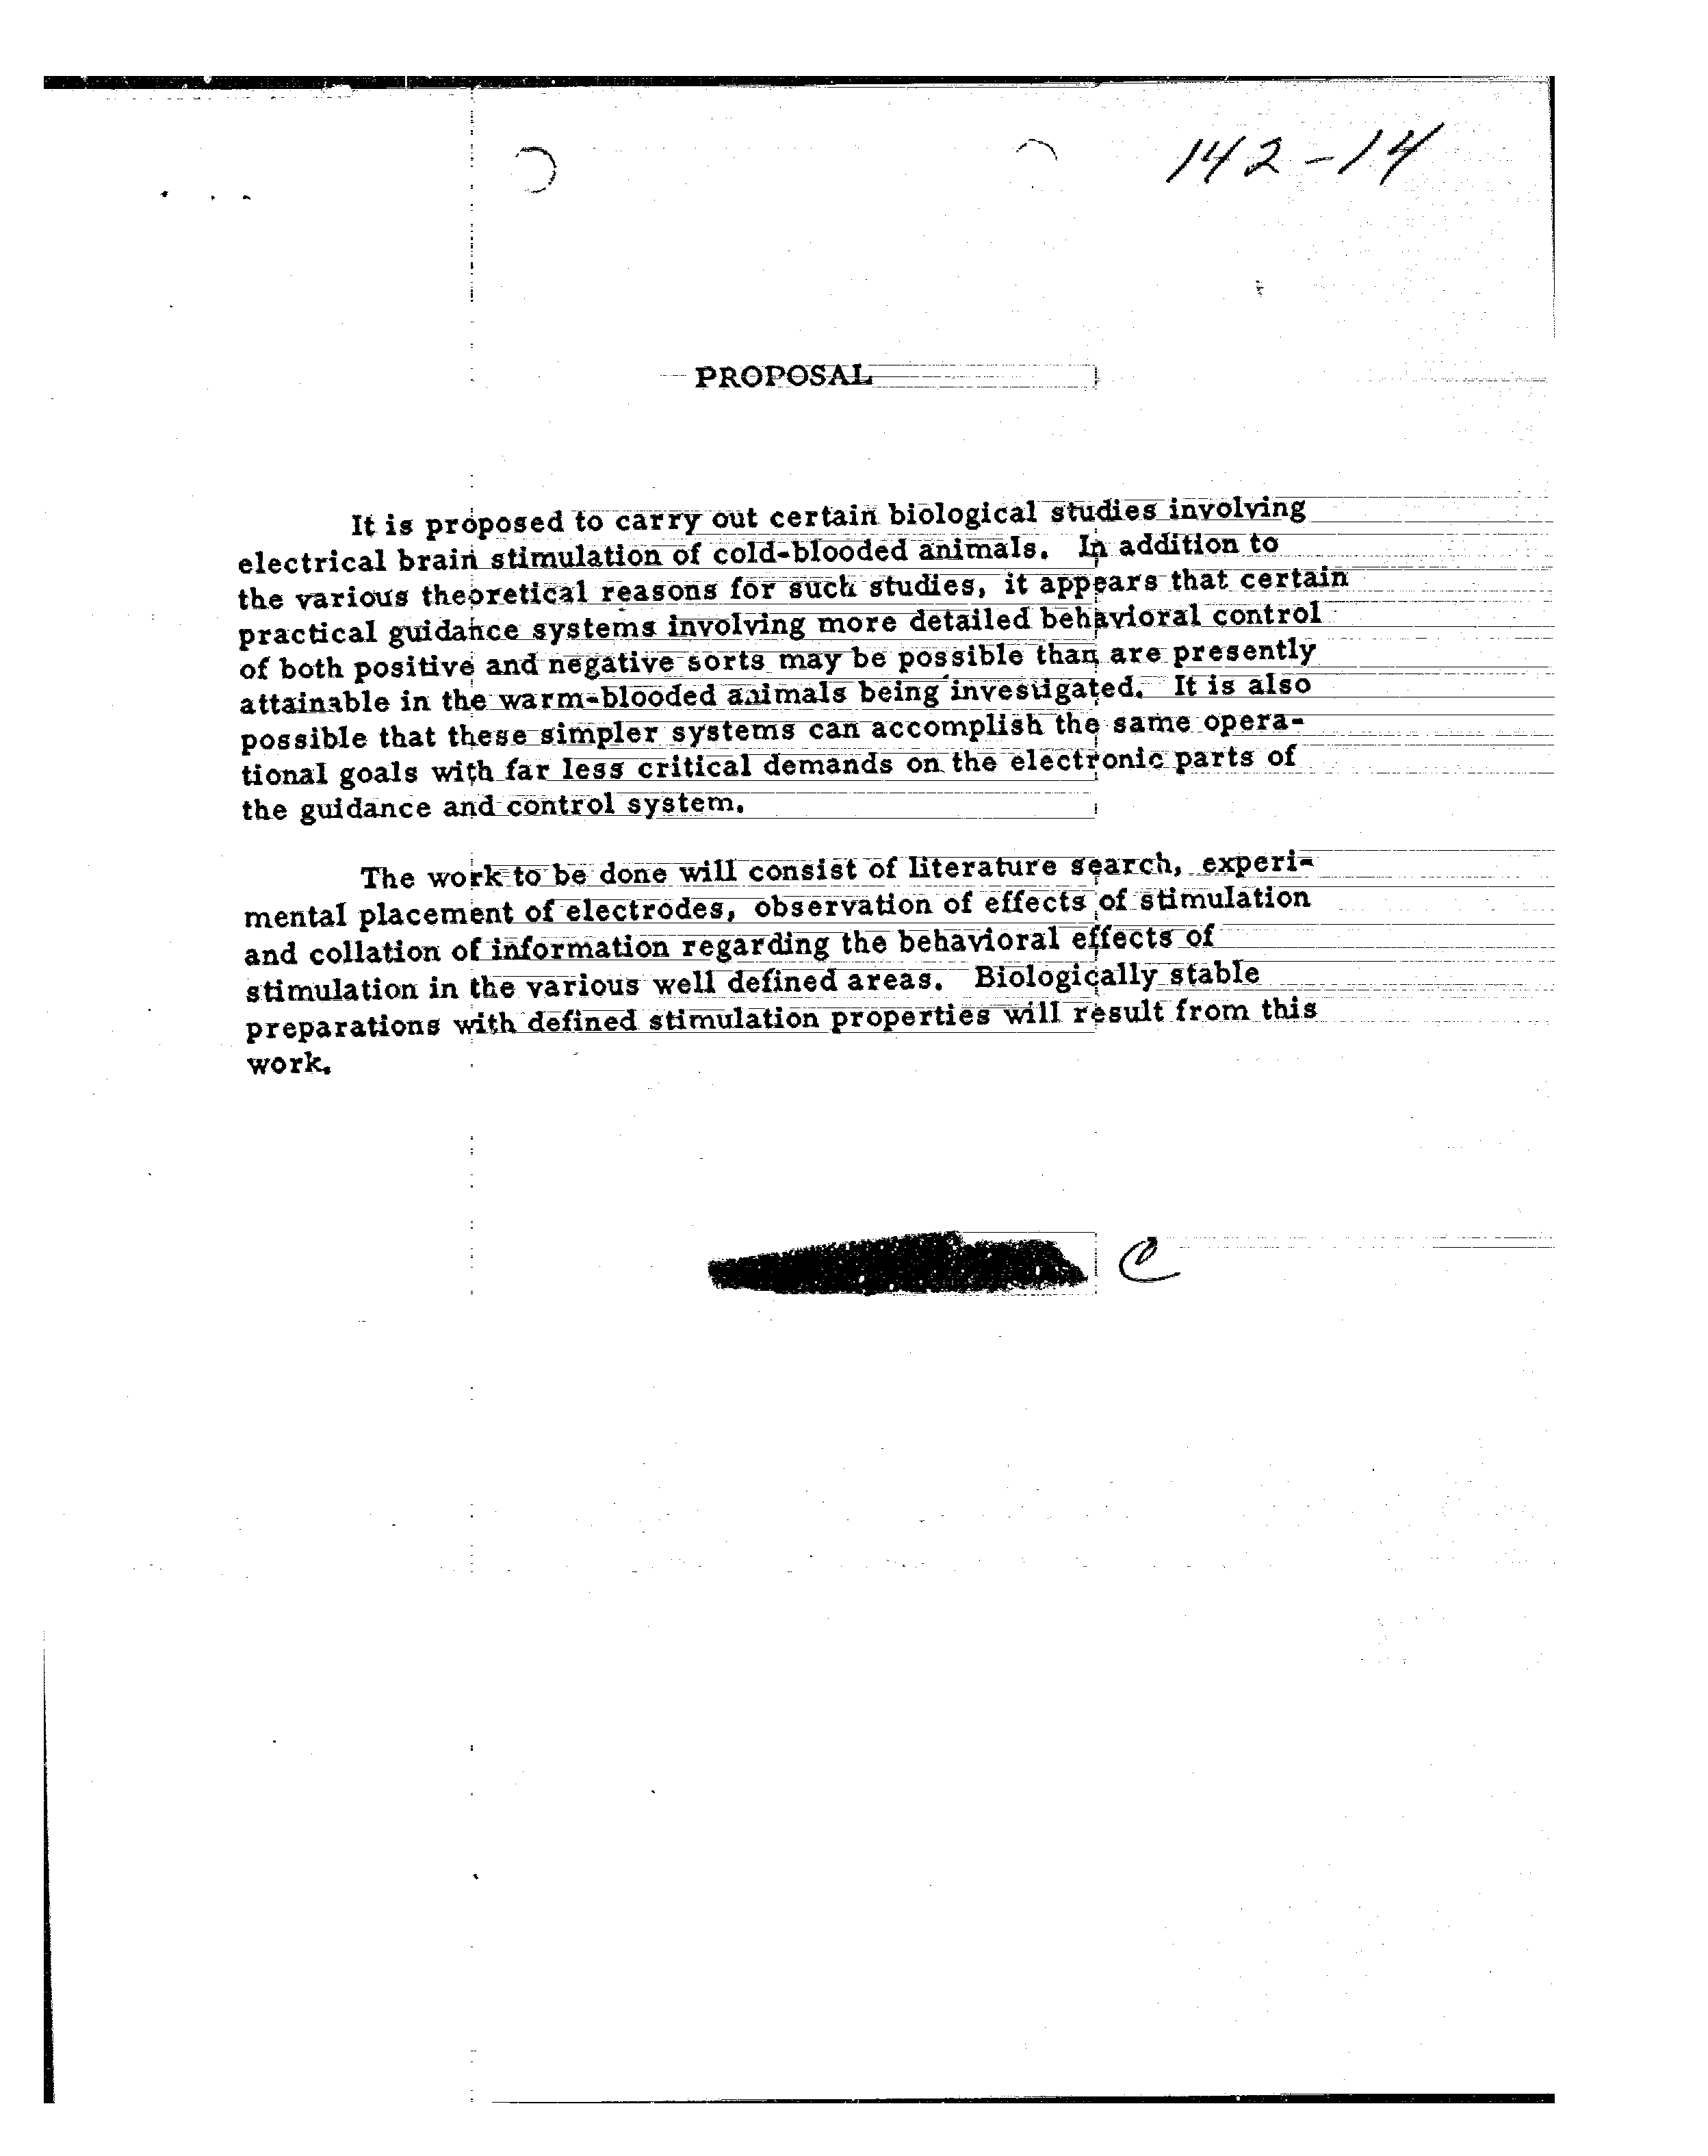 142-14
PROPOSAL
It is proposed to carry out certain biological studies involving
electrical brain stimulation of cold-blooded animals. In addition to
the various theoretical reasons for such studies, it appears that certain
practical guidance systems involving more detailed behavioral control
of both positive and negative sorts may be possible than are presently
attainable in the warm-blooded animals being investigated. It is also
possible that these simpler systems can accomplish the same opera-
tional goals with far less critical demands on the electronic parts of
the guidance and control system.
The work to be done will consist of literature search, experi-
mental placement of electrodes, observation of effects of stimulation
and collation of information regarding the behavioral effects of
stimulation in the various well defined areas. Biologically stable
preparations with defined stimulation properties will result from this
work.
C